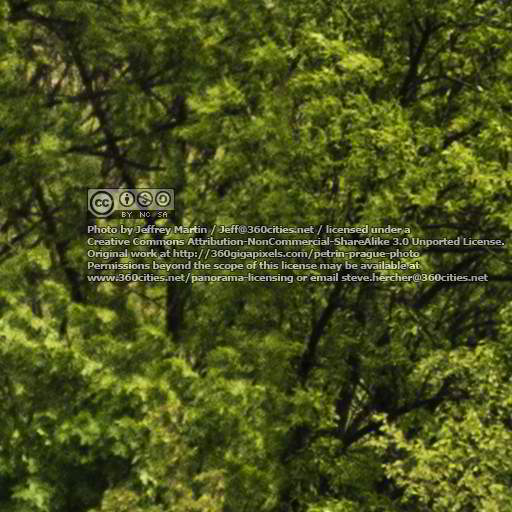 cc
BY NC SA
Photo by Jeffrey Martin / Jeff@360cities.net / licensed under a
Creative Commons Attribution-NonCommercial-ShareAlike 3.0 Unported License.
Original work at http://360gigapixels.com/petrin-prague-photo
Permissions beyond the scope of this license may be available at
www.360cities.net/panorama-licensing or email steve.hercher@360cities.net